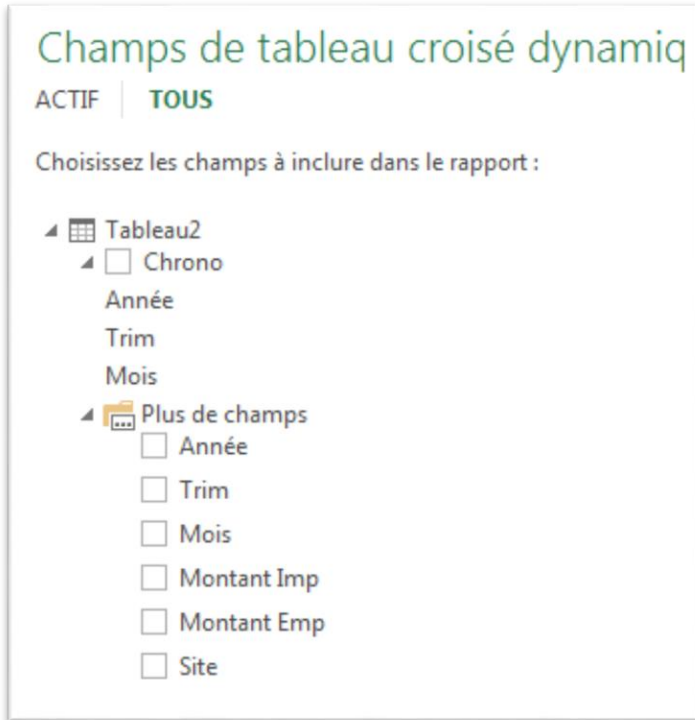 Champs de tableau croisé dynamiq
ACTIF TOUS
Choisissez les champs à inclure dans le rapport :
Tableau2
Chrono
Année
Trim
Mois
Plus de champs
Année
Trim
Mois
Montant Imp
Montant Emp
Site